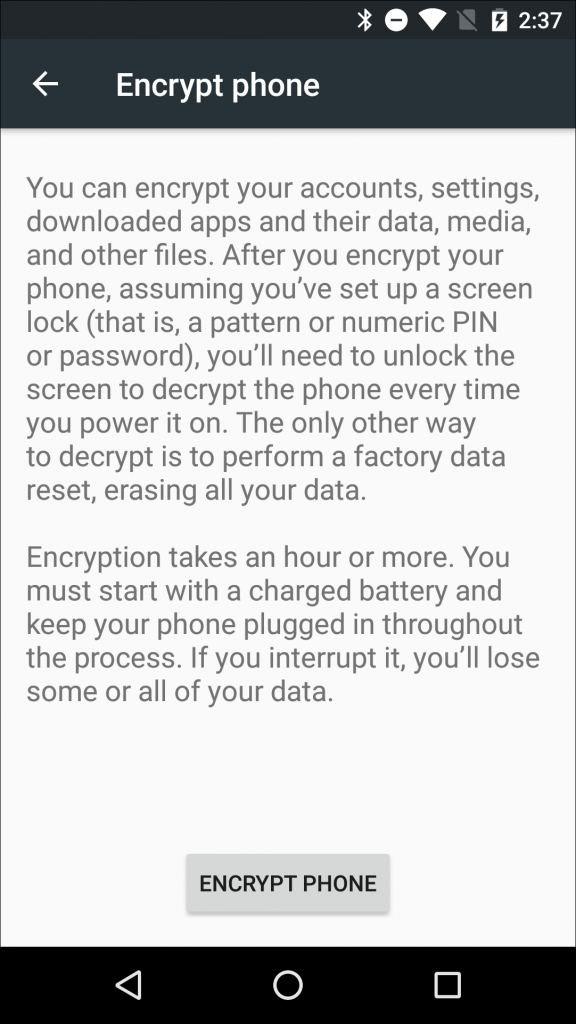 2:37
Encrypt phone
You can encrypt your accounts, settings,
downloaded apps and their data, media,
and other files. After you encrypt your
phone, assuming you’ve set up a screen
lock (that is, a pattern or numeric PIN
or password), you’ll need to unlock the
screen to decrypt the phone every time
you power it on. The only other way
to decrypt is to perform a factory data
reset, erasing all your data.
Encryption takes an hour or more. You
must start with a charged battery and
keep your phone plugged in throughout
the process. If you interrupt it, you’ll lose
some or all of your data.
ENCRYPT PHONE